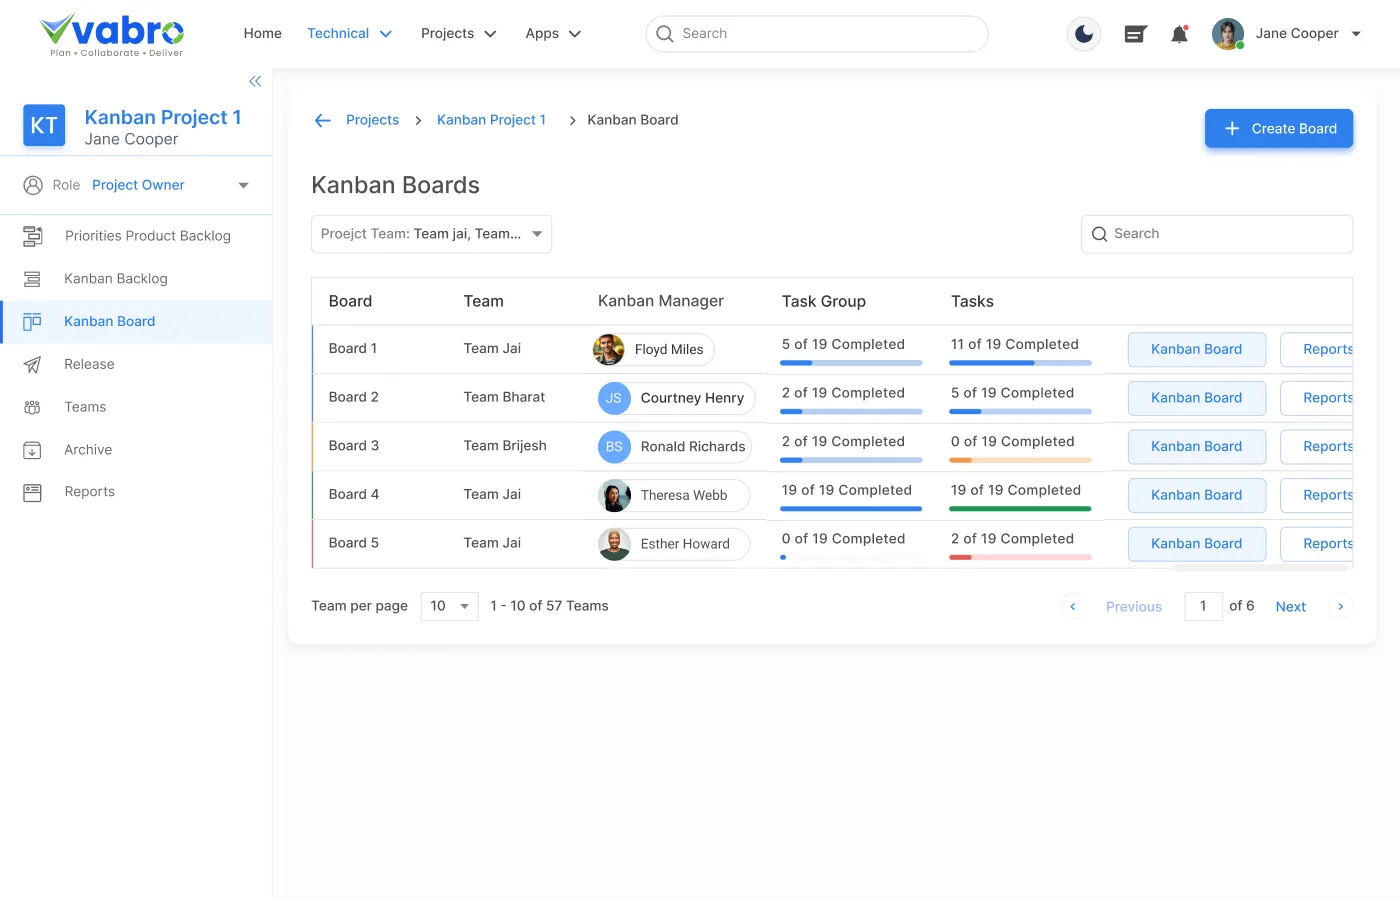 vabro
Plan • Collaborate • Deliver
Home Technical Projects Apps Search Jane Cooper
KT
Kanban Project 1
Jane Cooper
Role Project Owner
Priorities Product Backlog
Kanban Backlog
Kanban Board
Release
Teams
Archive
Reports
Projects > Kanban Project 1 > Kanban Board
+ Create Board
Kanban Boards
Proejct Team: Team jai, Team... Search
Board Team Kanban Manager Task Group Tasks
Board 1 Team Jai Floyd Miles 5 of 19 Completed 11 of 19 Completed Kanban Board Reports
Board 2 Team Bharat JS Courtney Henry 2 of 19 Completed 5 of 19 Completed Kanban Board Reports
Board 3 Team Brijesh BS Ronald Richards 2 of 19 Completed 0 of 19 Completed Kanban Board Reports
Board 4 Team Jai Theresa Webb 19 of 19 Completed 19 of 19 Completed Kanban Board Reports
Board 5 Team Jai Esther Howard 0 of 19 Completed 2 of 19 Completed Kanban Board Reports
Team per page 10 1 - 10 of 57 Teams < Previous 1 of 6 Next >